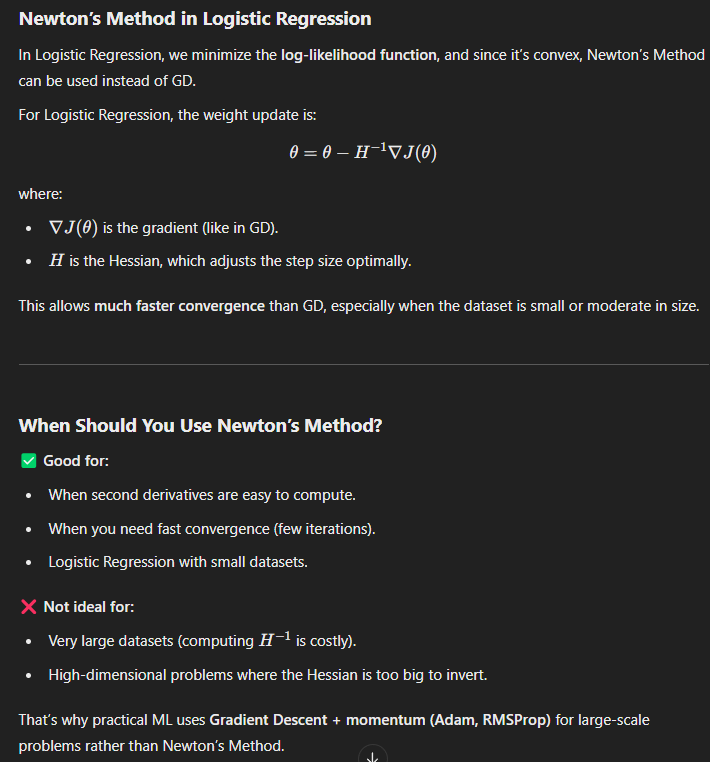 Newton’s Method in Logistic Regression
In Logistic Regression, we minimize the log-likelihood function, and since it’s convex, Newton’s Method
can be used instead of GD.
For Logistic Regression, the weight update is:
θ = θ − H⁻¹∇J(θ)
where:
• ∇J(θ) is the gradient (like in GD).
• H is the Hessian, which adjusts the step size optimally.
This allows much faster convergence than GD, especially when the dataset is small or moderate in size.
When Should You Use Newton’s Method?
✅ Good for:
• When second derivatives are easy to compute.
• When you need fast convergence (few iterations).
• Logistic Regression with small datasets.
❌ Not ideal for:
• Very large datasets (computing H⁻¹ is costly).
• High-dimensional problems where the Hessian is too big to invert.
That’s why practical ML uses Gradient Descent + momentum (Adam, RMSProp) for large-scale
problems rather than Newton’s Method.